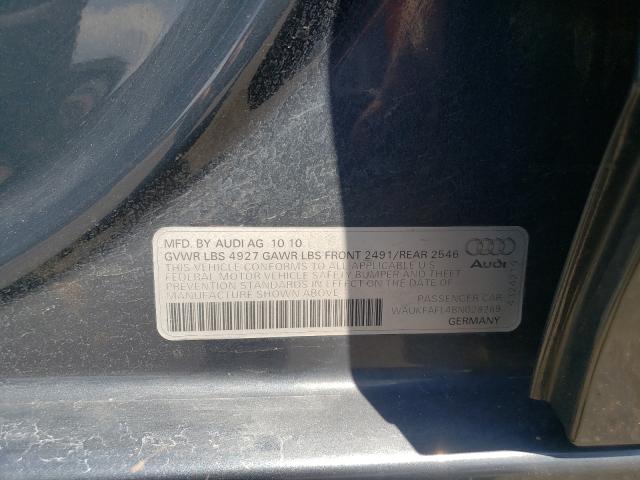 MFD. BY AUDI AG 10 10
GVWR LBS 4927 GAWR LBS FRONT 2491/REAR 2546
THIS VEHICLE CONFORMS TO ALL APPLICABLE U.S.
FEDERAL MOTOR VEHICLE SAFETY BUMPER AND THEFT
PREVENTION STANDARDS IN EFFECT ON THE DATE OF
MANUFACTURE SHOWN ABOVE
Audi
PASSENGER CAR
WAUKFAFL4BN028269
GERMANY